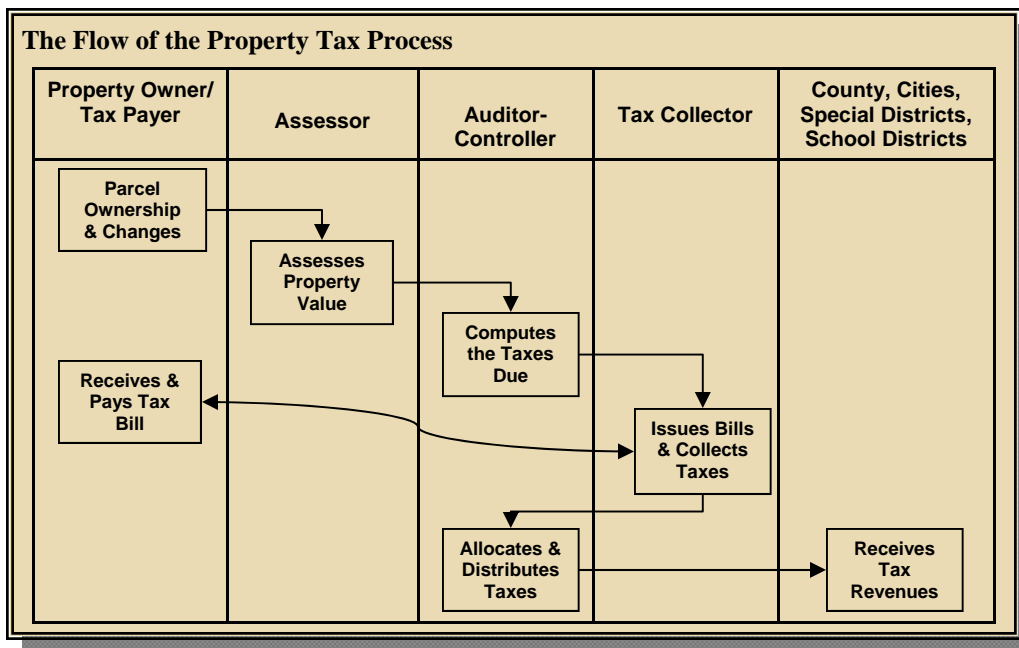 The Flow of the Property Tax Process
Property Owner/
Tax Payer
Assessor
Auditor-
Controller
Tax Collector
County, Cities,
Special Districts,
School Districts
Parcel
Ownership
& Changes
Assesses
Property
Value
Computes
the Taxes
Due
Receives &
Pays Tax
Bill
Issues Bills
& Collects
Taxes
Allocates &
Distributes
Taxes
Receives
Tax
Revenues